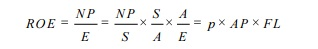 ROE = NP/E = NP/S × S/A × A/E = p × AP × FL